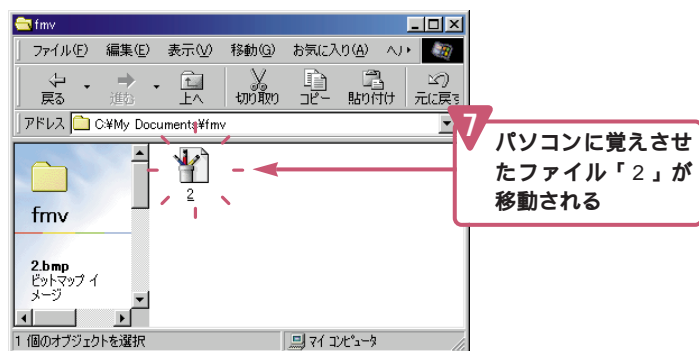 fmv
ファイル(F) 編集(E) 表示(V) 移動(G) お気に入り(A) ヘル
戻る 進む 上へ 切り取り コピー 貼り付け 元に戻す
アドレス C:¥My Documents¥fmv
2
fmv
2.bmp
ビットマップ イ
メージ
1 個のオブジェクトを選択 マイ コンピュータ
7
パソコンに覚えさせ
たファイル「2」が
移動される